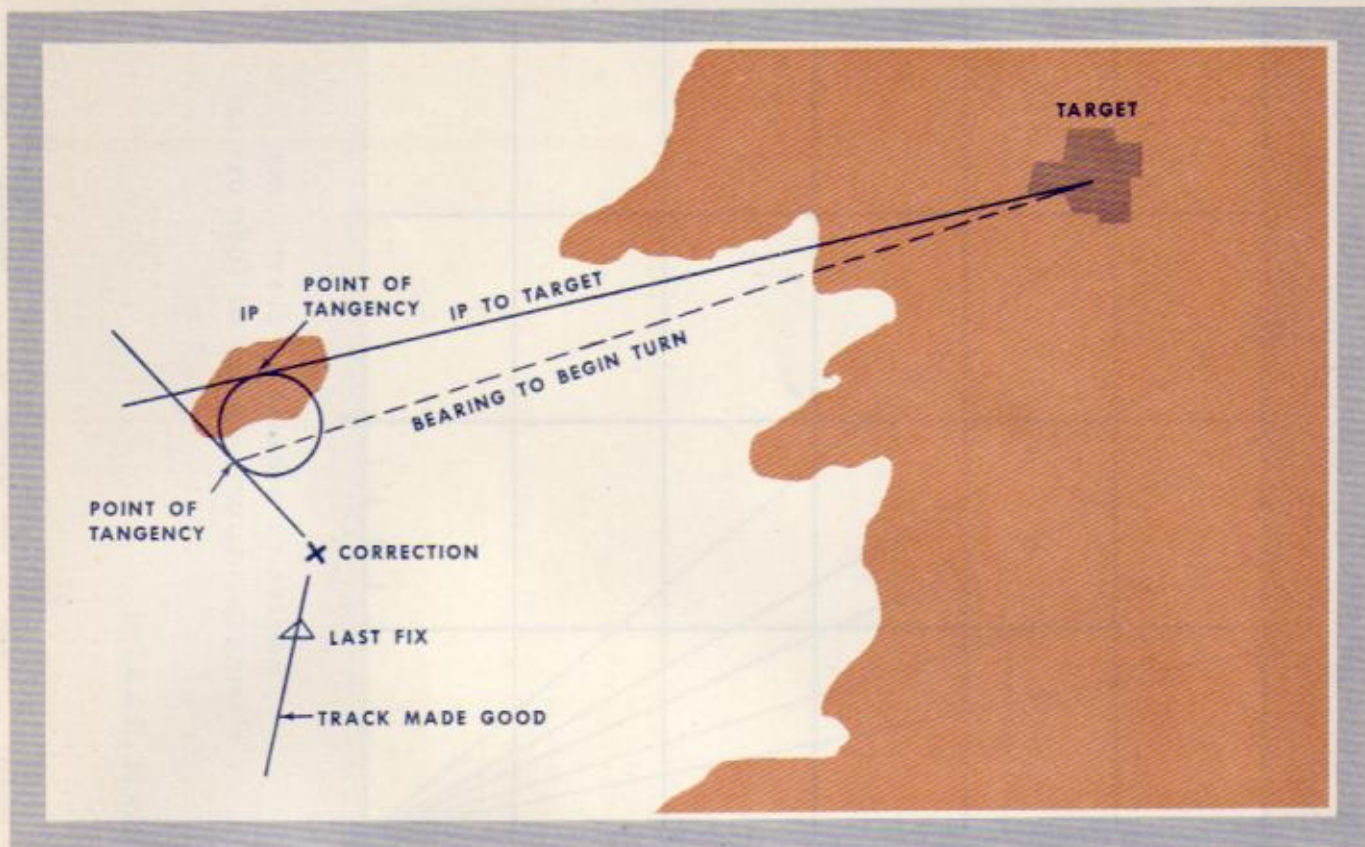 TARGET
POINT OF
TANGENCY
IP
IP TO TARGET
BEARING TO BEGIN TURN
POINT OF
TANGENCY
CORRECTION
LAST FIX
TRACK MADE GOOD